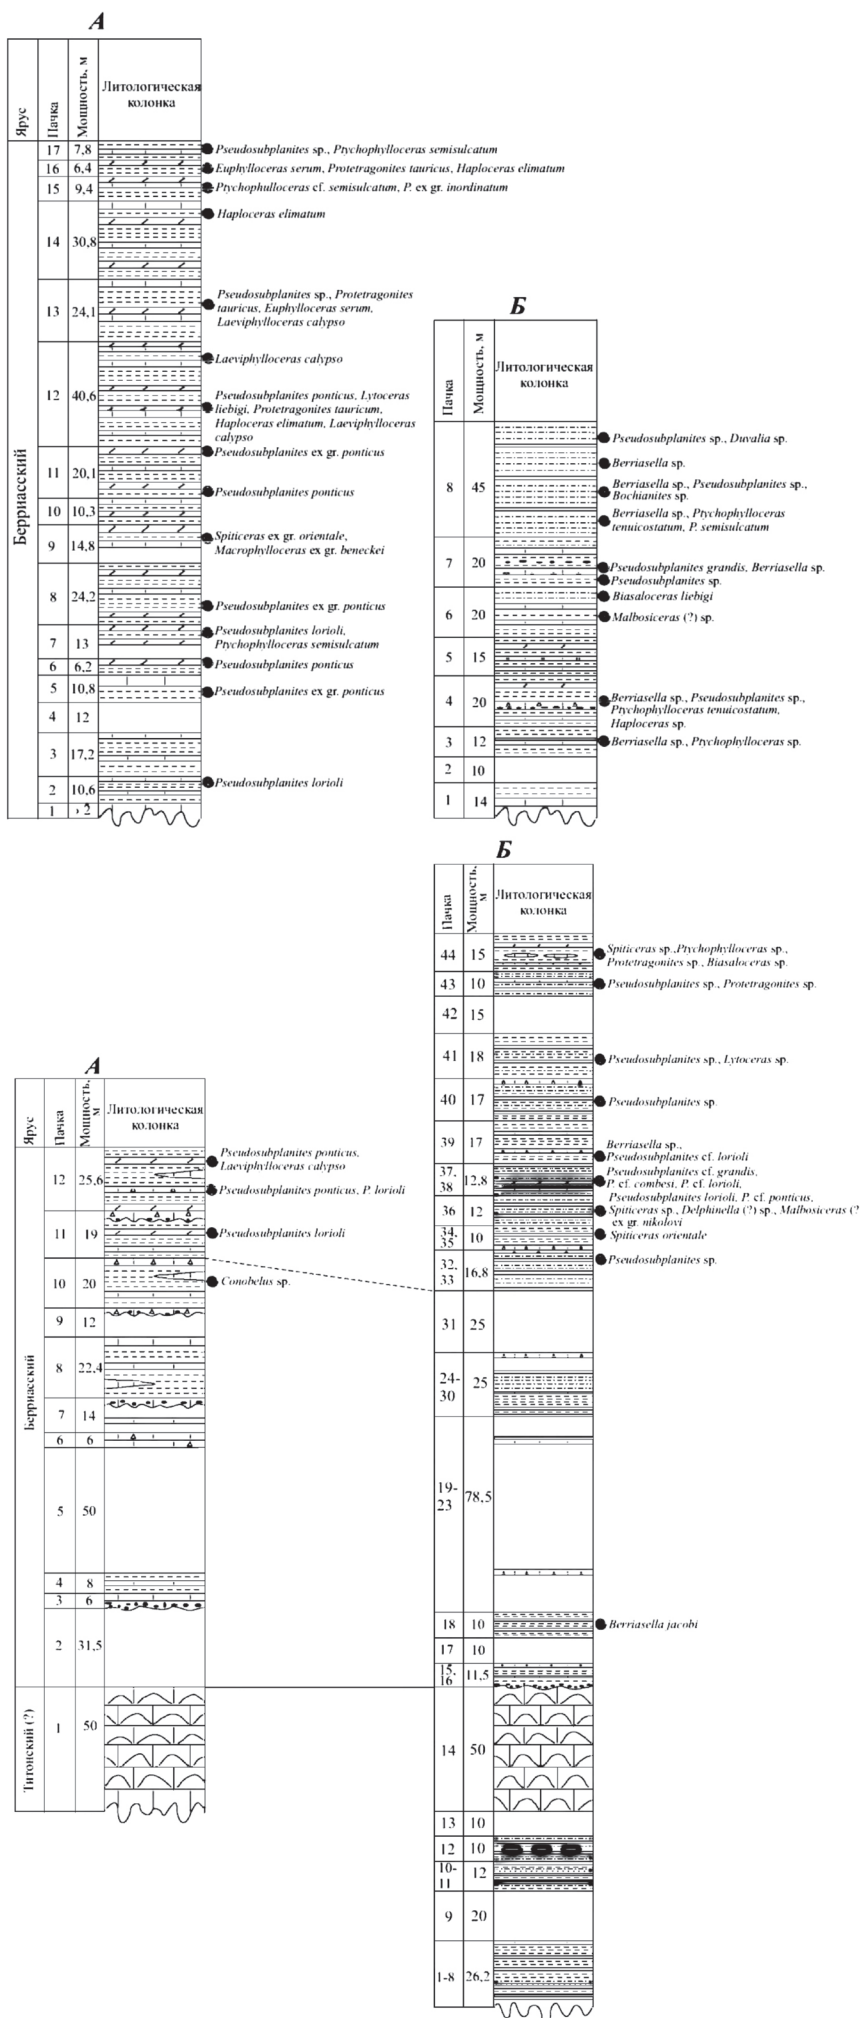 А
Ярус
Пачка
Мощность, м
Литологическая
колонка
Берриасский
17 7,8
Pseudosubplanites sp., Ptychophylloceras semisulcatum
16 6,4
Euphylloceras serum, Protetragonites tauricus, Haploceras elimatum
15 9,4
Ptychophulloceras cf. semisulcatum, P. ex gr. inordinatum
14 30,8
Haploceras elimatum
13 24,1
Pseudosubplanites sp., Protetragonites
tauricus, Euphylloceras serum,
Laeviphylloceras calypso
12 40,6
Laeviphylloceras calypso
Pseudosubplanites ponticus, Lytoceras
liebigi, Protetragonites tauricum,
Haploceras elimatum, Laeviphylloceras
calypso
11 20,1
Pseudosubplanites ex gr. ponticus
Pseudosubplanites ponticus
10 10,3
9 14,8
Spiticeras ex gr. orientale,
Macrophylloceras ex gr. beneckei
8 24,2
Pseudosubplanites ex gr. ponticus
7 13
Pseudosubplanites lorioli,
Ptychophylloceras semisulcatum
6 6,2
Pseudosubplanites ponticus
5 10,8
Pseudosubplanites ex gr. ponticus
4 12
3 17,2
2 10,6
Pseudosubplanites lorioli
1 › 2
Б
Пачка
Мощность, м
Литологическая
колонка
8 45
Pseudosubplanites sp., Duvalia sp.
Berriasella sp.
Berriasella sp., Pseudosubplanites sp.,
Bochianites sp.
Berriasella sp., Ptychophylloceras
tenuicostatum, P. semisulcatum
7 20
Pseudosubplanites grandis, Berriasella sp.
Pseudosubplanites sp.
6 20
Biasaloceras liebigi
Malbosiceras (?) sp.
5 15
4 20
Berriasella sp., Pseudosubplanites sp.,
Ptychophylloceras tenuicostatum,
Haploceras sp.
3 12
Berriasella sp., Ptychophylloceras sp.
2 10
1 14
А
Ярус
Пачка
Мощность,
м
Литологическая
колонка
Берриасский
12 25,6
Pseudosubplanites ponticus,
Laeviphylloceras calypso
Pseudosubplanites ponticus, P. lorioli
11 19
Pseudosubplanites lorioli
10 20
Conobelus sp.
9 12
8 22,4
7 14
6 6
5 50
4 8
3 6
2 31,5
Титонский (?)
1 50
Б
Пачка
Мощность,
м
Литологическая
колонка
44 15
Spiticeras sp.,Ptychophylloceras sp.,
Protetragonites sp., Biasaloceras sp.
43 10
Pseudosubplanites sp., Protetragonites sp.
42 15
41 18
Pseudosubplanites sp., Lytoceras sp.
40 17
Pseudosubplanites sp.
39 17
Berriasella sp.,
Pseudosubplanites cf. lorioli
37-
38 12,8
Pseudosubplanites cf. grandis,
P. cf. combesi, P. cf. lorioli,
36 12
Pseudosubplanites lorioli, P. cf. ponticus,
Spiticeras sp., Delphinella (?) sp., Malbosiceras (?
ex gr. nikolovi
34-
35 10
Spiticeras orientale
32-
33 16,8
Pseudosubplanites sp.
31 25
24-
30 25
19-
23 78,5
18 10
Berriasella jacobi
17 10
15-
16 11,5
14 50
13 10
12 10
10-
11 12
9 20
1-8 26,2